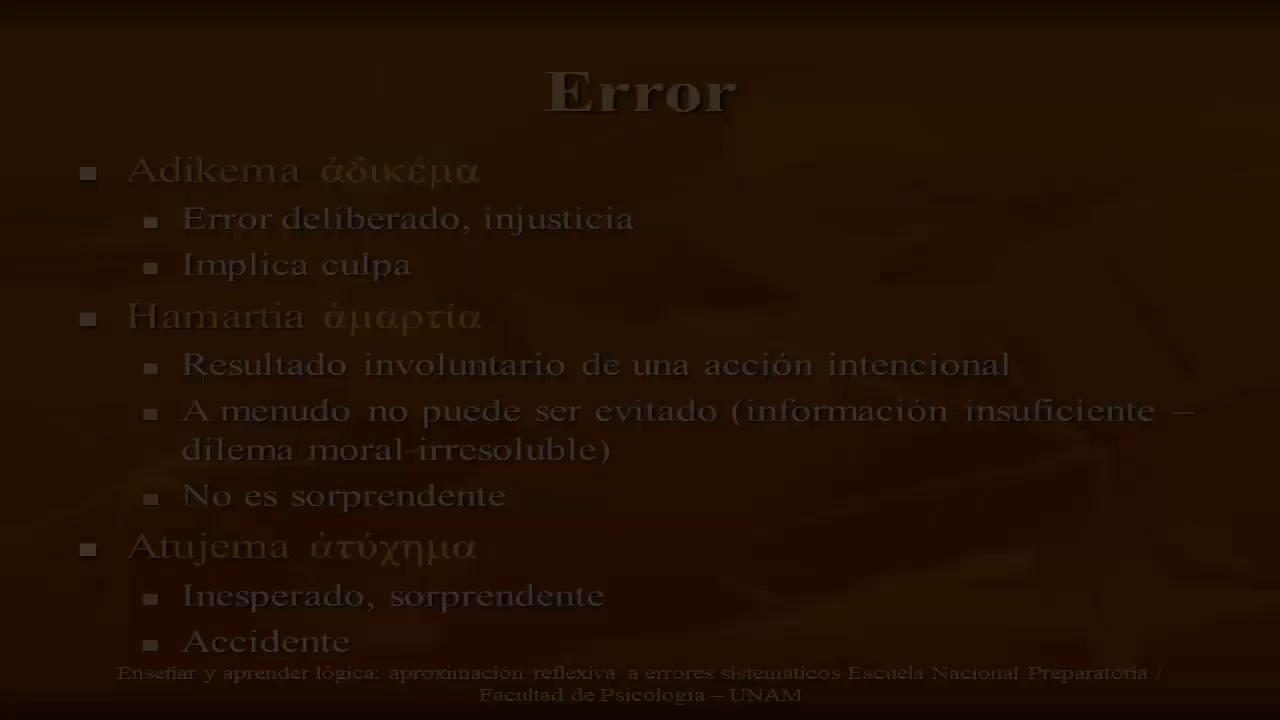 Error
Adikema ἀδικέμα
Error deliberado, injusticia
Implica culpa
Hamartia ἁμαρτία
Resultado involuntario de una acción intencional
A menudo no puede ser evitado (información insuficiente –
dilema moral irresoluble)
No es sorprendente
Atujema ἀτύχημα
Inesperado, sorprendente
Accidente
Enseñar y aprender lógica: aproximación reflexiva a errores sistemáticos Escuela Nacional Preparatoria /
Facultad de Psicología – UNAM